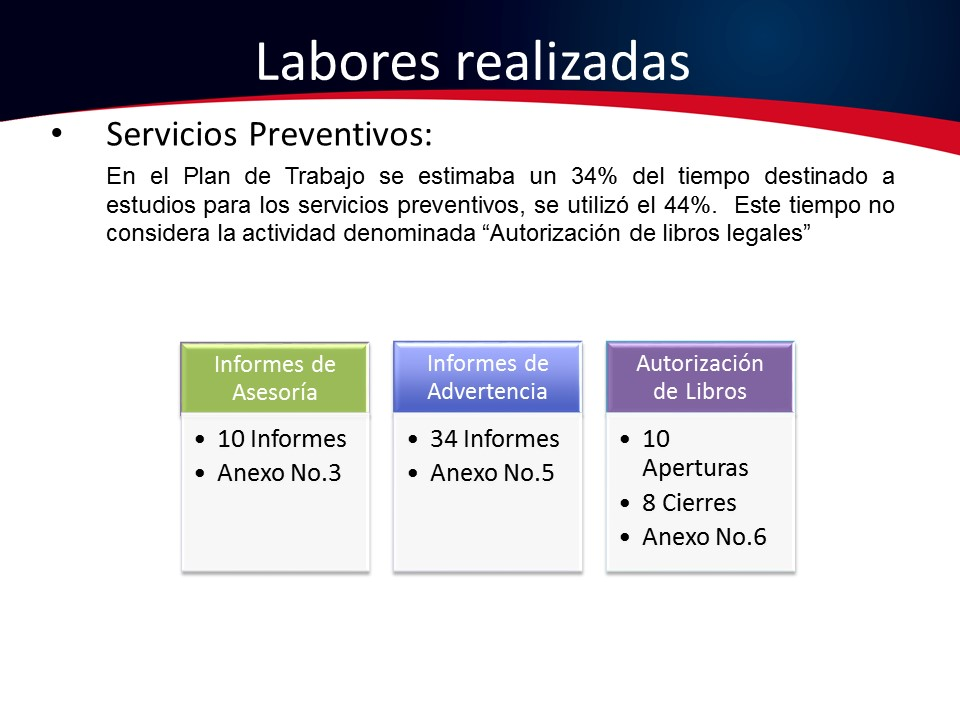 Labores realizadas
• Servicios Preventivos:
En el Plan de Trabajo se estimaba un 34% del tiempo destinado a
estudios para los servicios preventivos, se utilizó el 44%. Este tiempo no
considera la actividad denominada “Autorización de libros legales”
Informes de
Asesoría
• 10 Informes
• Anexo No.3
Informes de
Advertencia
• 34 Informes
• Anexo No.5
Autorización
de Libros
• 10
Aperturas
• 8 Cierres
• Anexo No.6